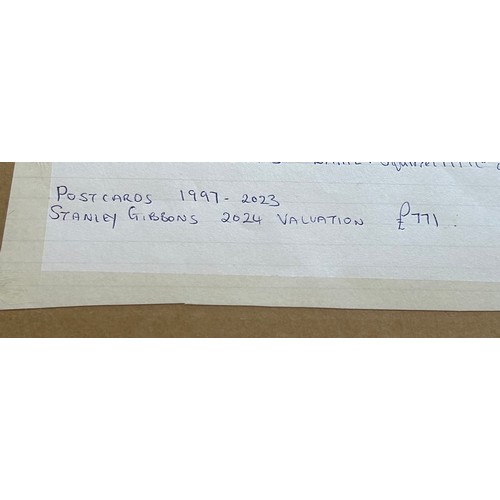 POSTCARDS 1997-2023
STANLEY GIBBONS 2024 VALUATION £771